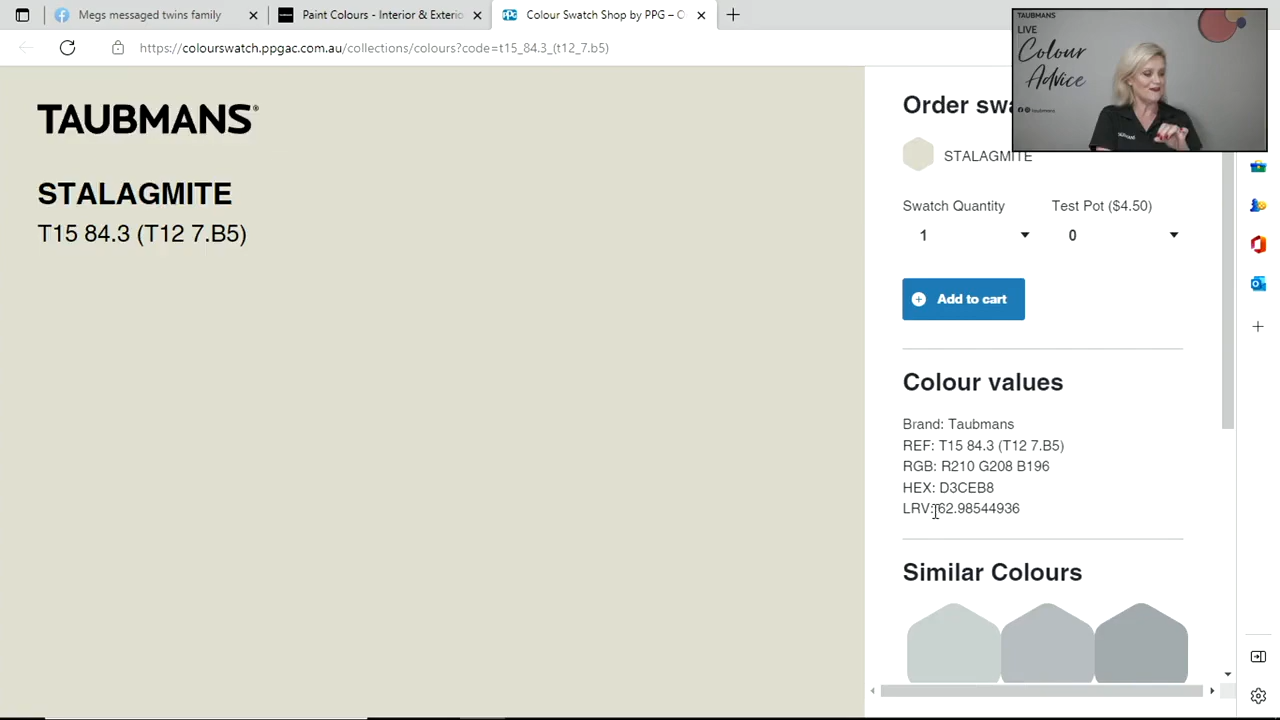 Megs messaged twins family
Paint Colours - Interior & Exterio
Colour Swatch Shop by PPG – C
https://colourswatch.ppgac.com.au/collections/colours?code=t15_84.3_(t12_7.b5)
TAUBMANS
LIVE
Colour
Advice
taubmans
TAUBMANS®
STALAGMITE
T15 84.3 (T12 7.B5)
Order swa
STALAGMITE
Swatch Quantity
Test Pot ($4.50)
1
0
Add to cart
Colour values
Brand: Taubmans
REF: T15 84.3 (T12 7.B5)
RGB: R210 G208 B196
HEX: D3CEB8
LRV: 62.98544936
Similar Colours